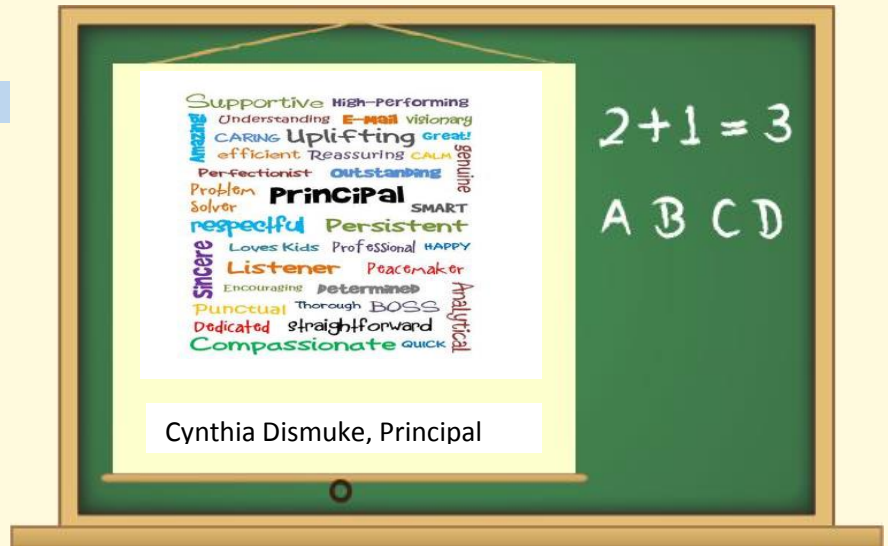 Supportive High-Performing
Amazing!
Understanding E-mail visionary
CARING Uplifting Great!
efficient Reassuring CALM
genuine
Perfectionist Outstanding
Problem Solver
PRINCIPAL
SMART
respectful Persistent
sincere
Loves Kids Professional HAPPY
Listener Peacemaker
Encouraging Determined
Analytical
Punctual Thorough BOSS
Dedicated straightforward
Compassionate QUICK
Cynthia Dismuke, Principal
2+1=3
A B C D